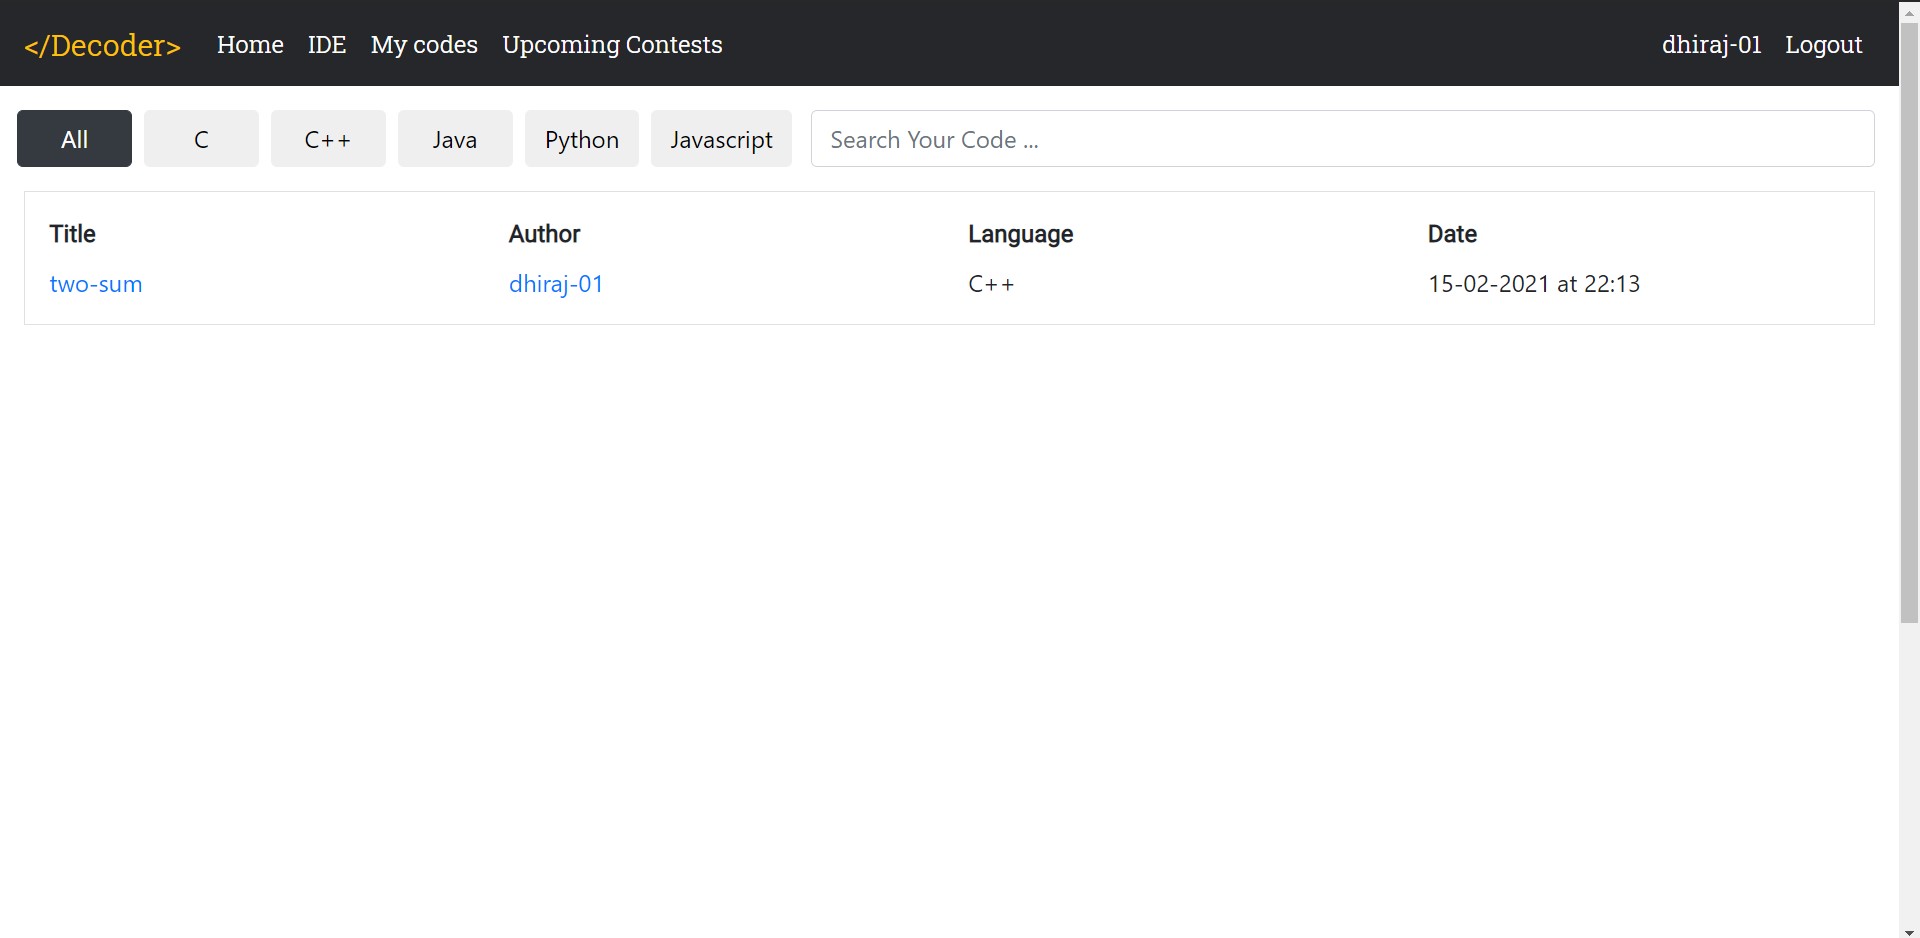 </Decoder> Home IDE My codes Upcoming Contests dhiraj-01 Logout
All C C++ Java Python Javascript Search Your Code ...
Title Author Language Date
two-sum dhiraj-01 C++ 15-02-2021 at 22:13